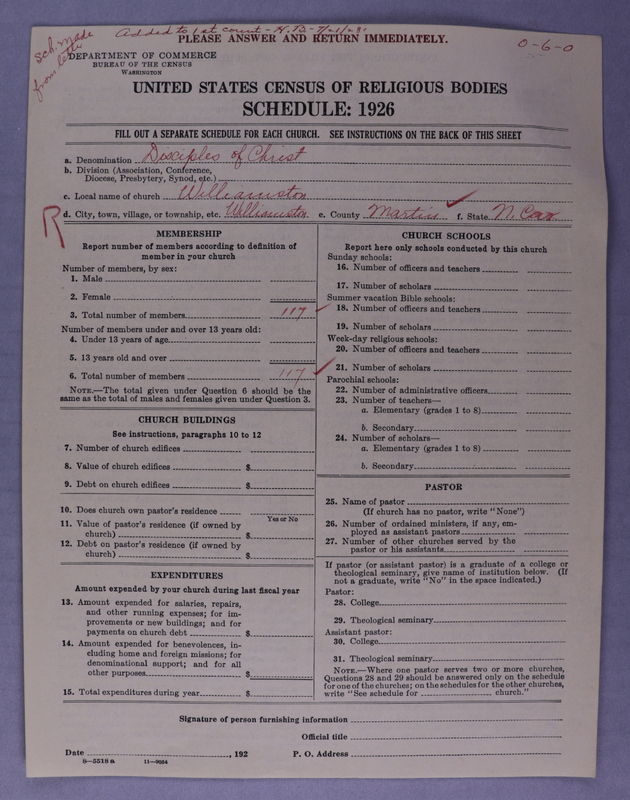 Added to 1st count - H.B - 7/21/28.
Sch. made
from letter
0-6-0
PLEASE ANSWER AND RETURN IMMEDIATELY.
DEPARTMENT OF COMMERCE
BUREAU OF THE CENSUS
WASHINGTON
UNITED STATES CENSUS OF RELIGIOUS BODIES
SCHEDULE: 1926
FILL OUT A SEPARATE SCHEDULE FOR EACH CHURCH. SEE INSTRUCTIONS ON THE BACK OF THIS SHEET
a. Denomination Disciples of Christ
b. Division (Association, Conference,
Diocese, Presbytery, Synod, etc.)
c. Local name of church Williamston
R
d. City, town, village, or township, etc. Williamston e. County Martin f. State N. Car.
MEMBERSHIP
Report number of members according to definition of
member in your church
Number of members, by sex:
1. Male
2. Female
3. Total number of members 117
Number of members under and over 13 years old:
4. Under 13 years of age
5. 13 years old and over
6. Total number of members 117
NOTE.—The total given under Question 6 should be the
same as the total of males and females given under Question 3.
CHURCH BUILDINGS
See instructions, paragraphs 10 to 12
7. Number of church edifices
8. Value of church edifices $
9. Debt on church edifices $
10. Does church own pastor's residence
Yes or No
11. Value of pastor's residence (if owned by
church) $
12. Debt on pastor's residence (if owned by
church) $
EXPENDITURES
Amount expended by your church during last fiscal year
13. Amount expended for salaries, repairs,
and other running expenses; for im-
provements or new buildings; and for
payments on church debt $
14. Amount expended for benevolences, in-
cluding home and foreign missions; for
denominational support; and for all
other purposes $
15. Total expenditures during year $
CHURCH SCHOOLS
Report here only schools conducted by this church
Sunday schools:
16. Number of officers and teachers
17. Number of scholars
Summer vacation Bible schools:
18. Number of officers and teachers
19. Number of scholars
Week-day religious schools:
20. Number of officers and teachers
21. Number of scholars
Parochial schools:
22. Number of administrative officers
23. Number of teachers—
a. Elementary (grades 1 to 8)
b. Secondary
24. Number of scholars—
a. Elementary (grades 1 to 8)
b. Secondary
PASTOR
25. Name of pastor
(If church has no pastor, write "None")
26. Number of ordained ministers, if any, em-
ployed as assistant pastors
27. Number of other churches served by the
pastor or his assistants
If pastor (or assistant pastor) is a graduate of a college or
theological seminary, give name of institution below. (If
not a graduate, write "No" in the space indicated.)
Pastor:
28. College
29. Theological seminary
Assistant pastor:
30. College
31. Theological seminary
NOTE.—Where one pastor serves two or more churches,
Questions 28 and 29 should be answered only on the schedule
for one of the churches; on the schedules for the other churches,
write "See schedule for church."
Signature of person furnishing information
Official title
Date , 192 P. O. Address
8—5518a 11—9034